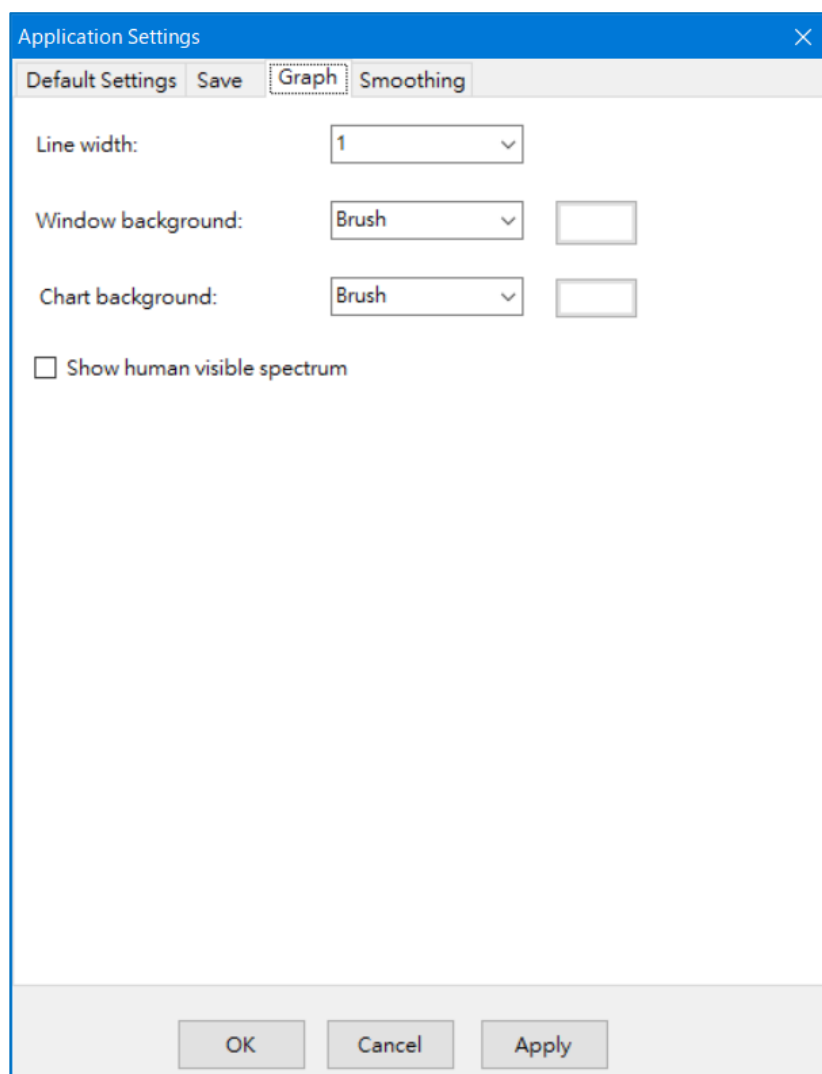 Application Settings
Default Settings Save Graph Smoothing
Line width: 1
Window background: Brush
Chart background: Brush
Show human visible spectrum
OK Cancel Apply